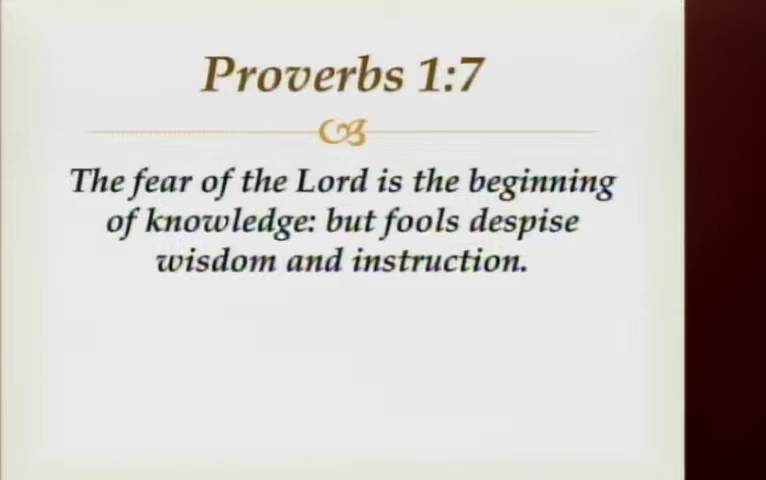 Proverbs 1:7
The fear of the Lord is the beginning
of knowledge: but fools despise
wisdom and instruction.